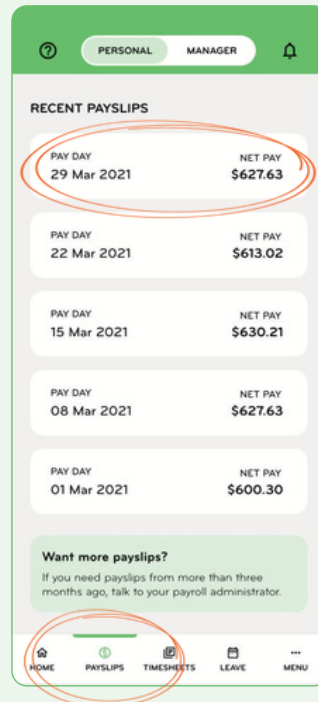 PERSONAL MANAGER
RECENT PAYSLIPS
PAY DAY NET PAY
29 Mar 2021 $627.63
PAY DAY NET PAY
22 Mar 2021 $613.02
PAY DAY NET PAY
15 Mar 2021 $630.21
PAY DAY NET PAY
08 Mar 2021 $627.63
PAY DAY NET PAY
01 Mar 2021 $600.30
Want more payslips?
If you need payslips from more than three
months ago, talk to your payroll administrator.
HOME PAYSLIPS TIMESHEETS LEAVE MENU